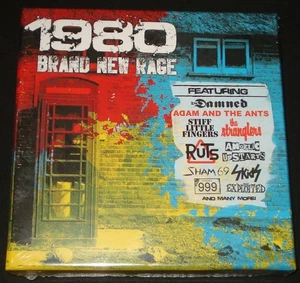 1980
BRAND NEW RAGE
FEATURING
The Damned
ADAM AND THE ANTS
STIFF LITTLE FINGERS
the stranglers
RUTS
ANGELIC UPSTARTS
SHAM 69
SKIDS
999
EXPLOITED
AND MANY MORE!